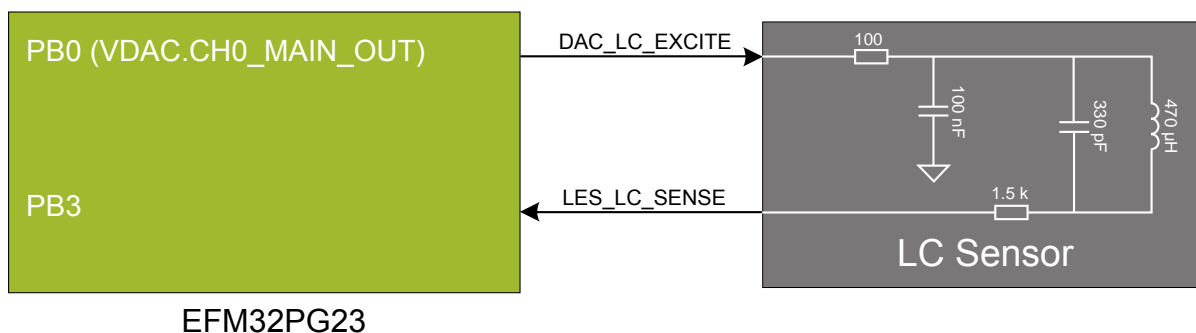 PB0 (VDAC.CH0_MAIN_OUT)
DAC_LC_EXCITE
100
100 nF
330 pF
470 µH
PB3
LES_LC_SENSE
1.5 k
LC Sensor
EFM32PG23